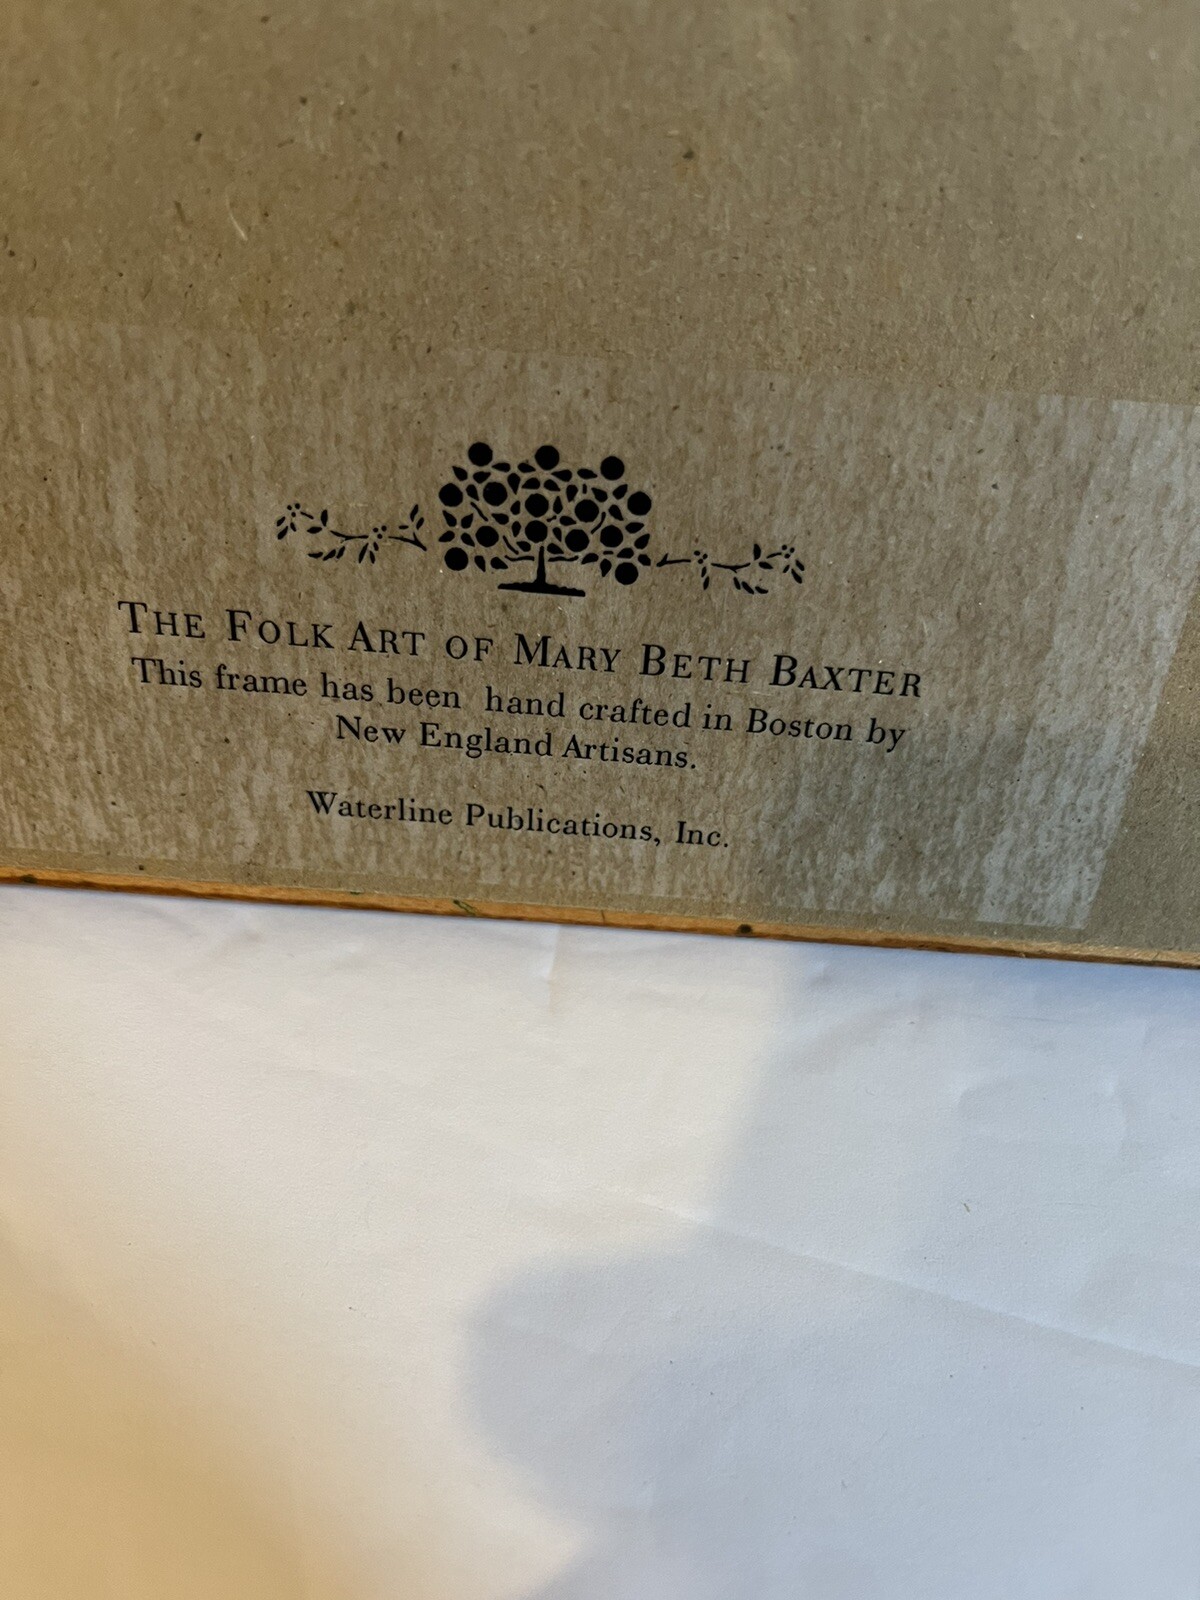 THE FOLK ART OF MARY BETH BAXTER
This frame has been hand crafted in Boston by
New England Artisans.
Waterline Publications, Inc.